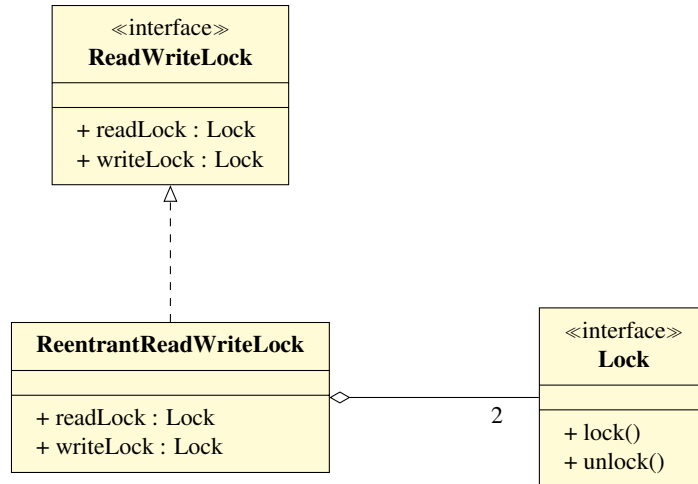 ≪interface≫
ReadWriteLock
+ readLock : Lock
+ writeLock : Lock
ReentrantReadWriteLock
+ readLock : Lock
+ writeLock : Lock
2
≪interface≫
Lock
+ lock()
+ unlock()